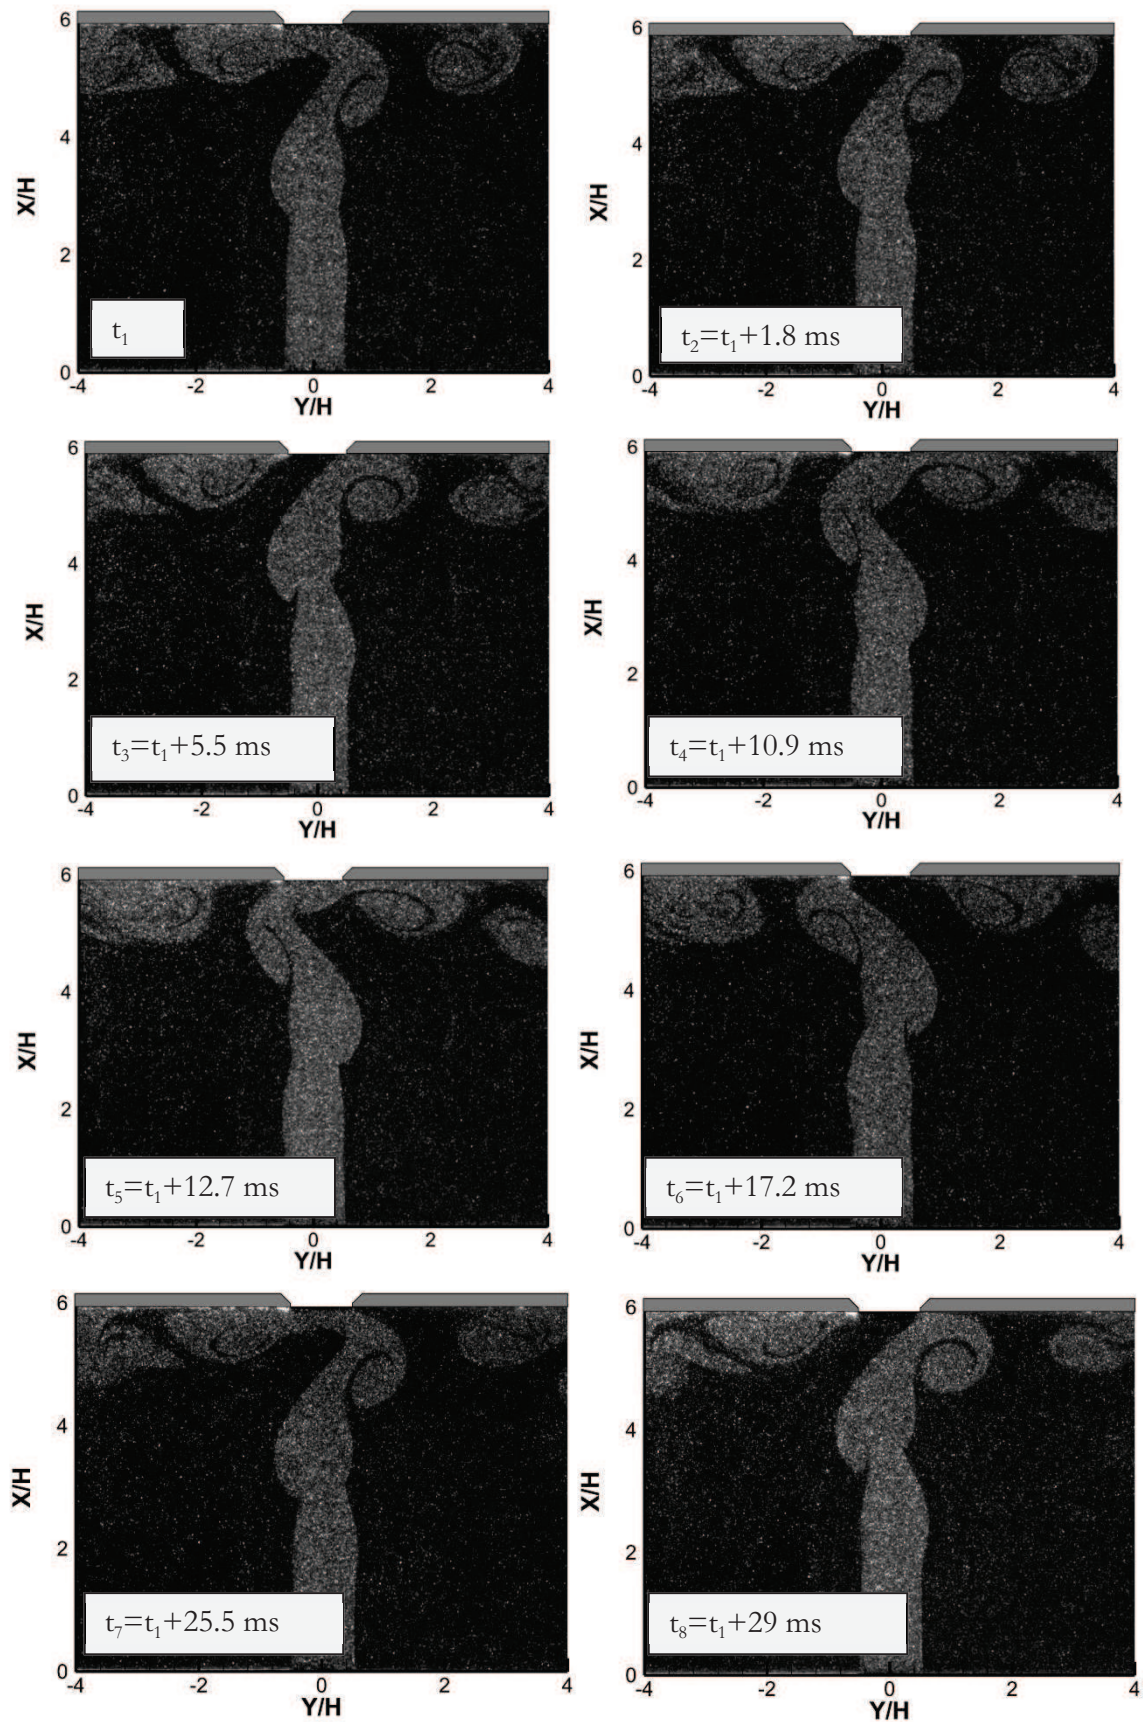 6
4
X/H
2
0
t₁
-4 -2 0 2 4
Y/H
6
4
X/H
2
0
t₂=t₁+1.8 ms
-4 -2 0 2 4
Y/H
6
4
X/H
2
0
t₃=t₁+5.5 ms
-4 -2 0 2 4
Y/H
6
4
X/H
2
0
t₄=t₁+10.9 ms
-4 -2 0 2 4
Y/H
6
4
X/H
2
0
t₅=t₁+12.7 ms
-4 -2 0 2 4
Y/H
6
4
X/H
2
0
t₆=t₁+17.2 ms
-4 -2 0 2 4
Y/H
6
4
X/H
2
0
t₇=t₁+25.5 ms
-4 -2 0 2 4
Y/H
6
4
X/H
2
0
t₈=t₁+29 ms
-4 -2 0 2 4
Y/H